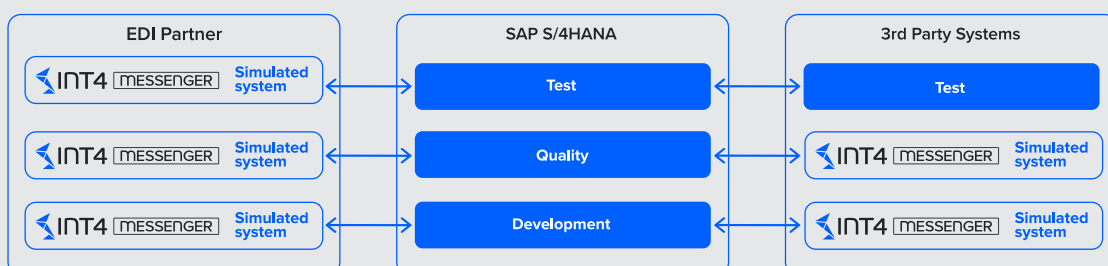 EDI Partner
SAP S/4HANA
3rd Party Systems
INT4 MESSENGER Simulated
system
Test
Test
INT4 MESSENGER Simulated
system
Quality
INT4 MESSENGER Simulated
system
INT4 MESSENGER Simulated
system
Development
INT4 MESSENGER Simulated
system